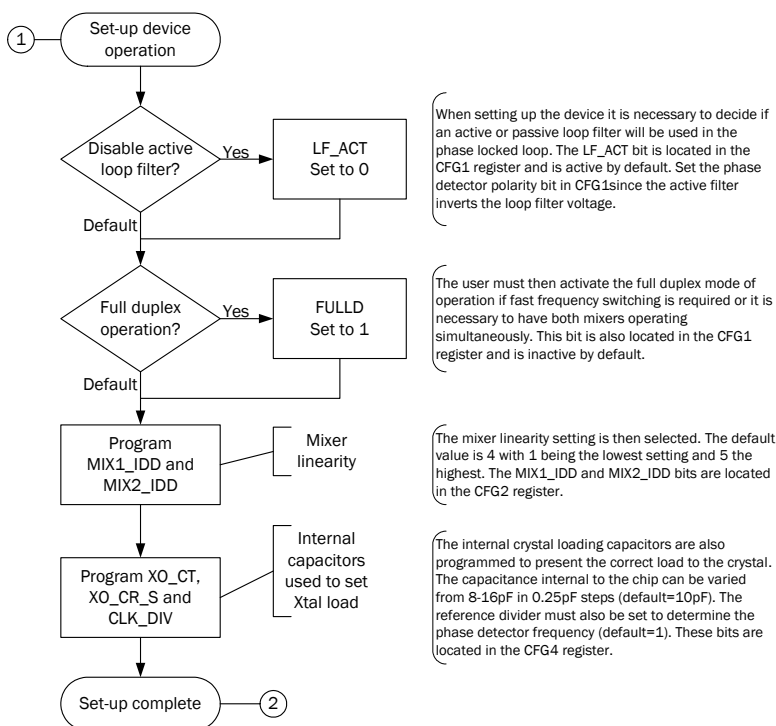 1
Set-up device
operation
Disable active
loop filter?
Yes
LF_ACT
Set to 0
Default
When setting up the device it is necessary to decide if
an active or passive loop filter will be used in the
phase locked loop. The LF_ACT bit is located in the
CFG1 register and is active by default. Set the phase
detector polarity bit in CFG1since the active filter
inverts the loop filter voltage.
Full duplex
operation?
Yes
FULLD
Set to 1
Default
The user must then activate the full duplex mode of
operation if fast frequency switching is required or it is
necessary to have both mixers operating
simultaneously. This bit is also located in the CFG1
register and is inactive by default.
Program
MIX1_IDD and
MIX2_IDD
Mixer
linearity
The mixer linearity setting is then selected. The default
value is 4 with 1 being the lowest setting and 5 the
highest. The MIX1_IDD and MIX2_IDD bits are located
in the CFG2 register.
Program XO_CT,
XO_CR_S and
CLK_DIV
Internal
capacitors
used to set
Xtal load
The internal crystal loading capacitors are also
programmed to present the correct load to the crystal.
The capacitance internal to the chip can be varied
from 8-16pF in 0.25pF steps (default=10pF). The
reference divider must also be set to determine the
phase detector frequency (default=1). These bits are
located in the CFG4 register.
Set-up complete
2